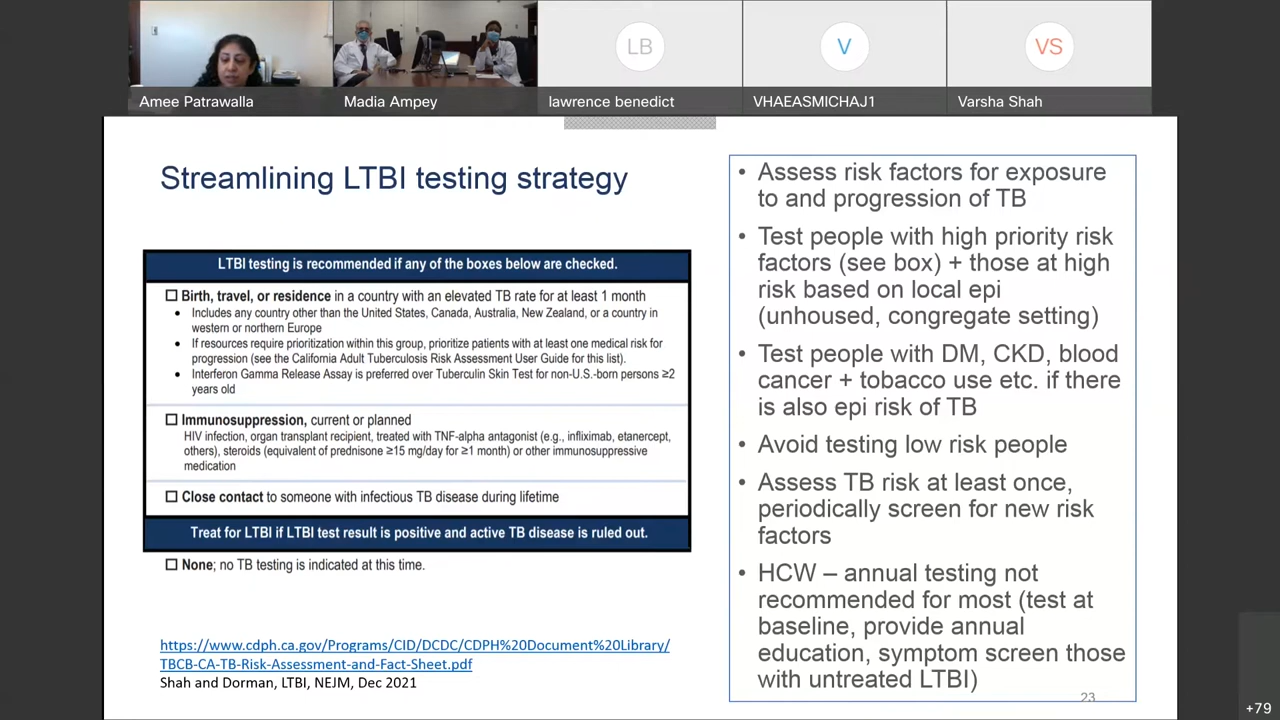 LB
V
VS
Amee Patrawalla
Madia Ampey
lawrence benedict
VHAEASMICHAJ1
Varsha Shah
Streamlining LTBI testing strategy
LTBI testing is recommended if any of the boxes below are checked.
☐ Birth, travel, or residence in a country with an elevated TB rate for at least 1 month
• Includes any country other than the United States, Canada, Australia, New Zealand, or a country in
western or northern Europe
• If resources require prioritization within this group, prioritize patients with at least one medical risk for
progression (see the California Adult Tuberculosis Risk Assessment User Guide for this list).
• Interferon Gamma Release Assay is preferred over Tuberculin Skin Test for non-U.S.-born persons ≥2
years old
☐ Immunosuppression, current or planned
HIV infection, organ transplant recipient, treated with TNF-alpha antagonist (e.g., infliximab, etanercept,
others), steroids (equivalent of prednisone ≥15 mg/day for ≥1 month) or other immunosuppressive
medication
☐ Close contact to someone with infectious TB disease during lifetime
Treat for LTBI if LTBI test result is positive and active TB disease is ruled out.
☐ None; no TB testing is indicated at this time.
https://www.cdph.ca.gov/Programs/CID/DCDC/CDPH%20Document%20Library/
TBCB-CA-TB-Risk-Assessment-and-Fact-Sheet.pdf
Shah and Dorman, LTBI, NEJM, Dec 2021
• Assess risk factors for exposure
to and progression of TB
• Test people with high priority risk
factors (see box) + those at high
risk based on local epi
(unhoused, congregate setting)
• Test people with DM, CKD, blood
cancer + tobacco use etc. if there
is also epi risk of TB
• Avoid testing low risk people
• Assess TB risk at least once,
periodically screen for new risk
factors
• HCW – annual testing not
recommended for most (test at
baseline, provide annual
education, symptom screen those
with untreated LTBI)
23
+79